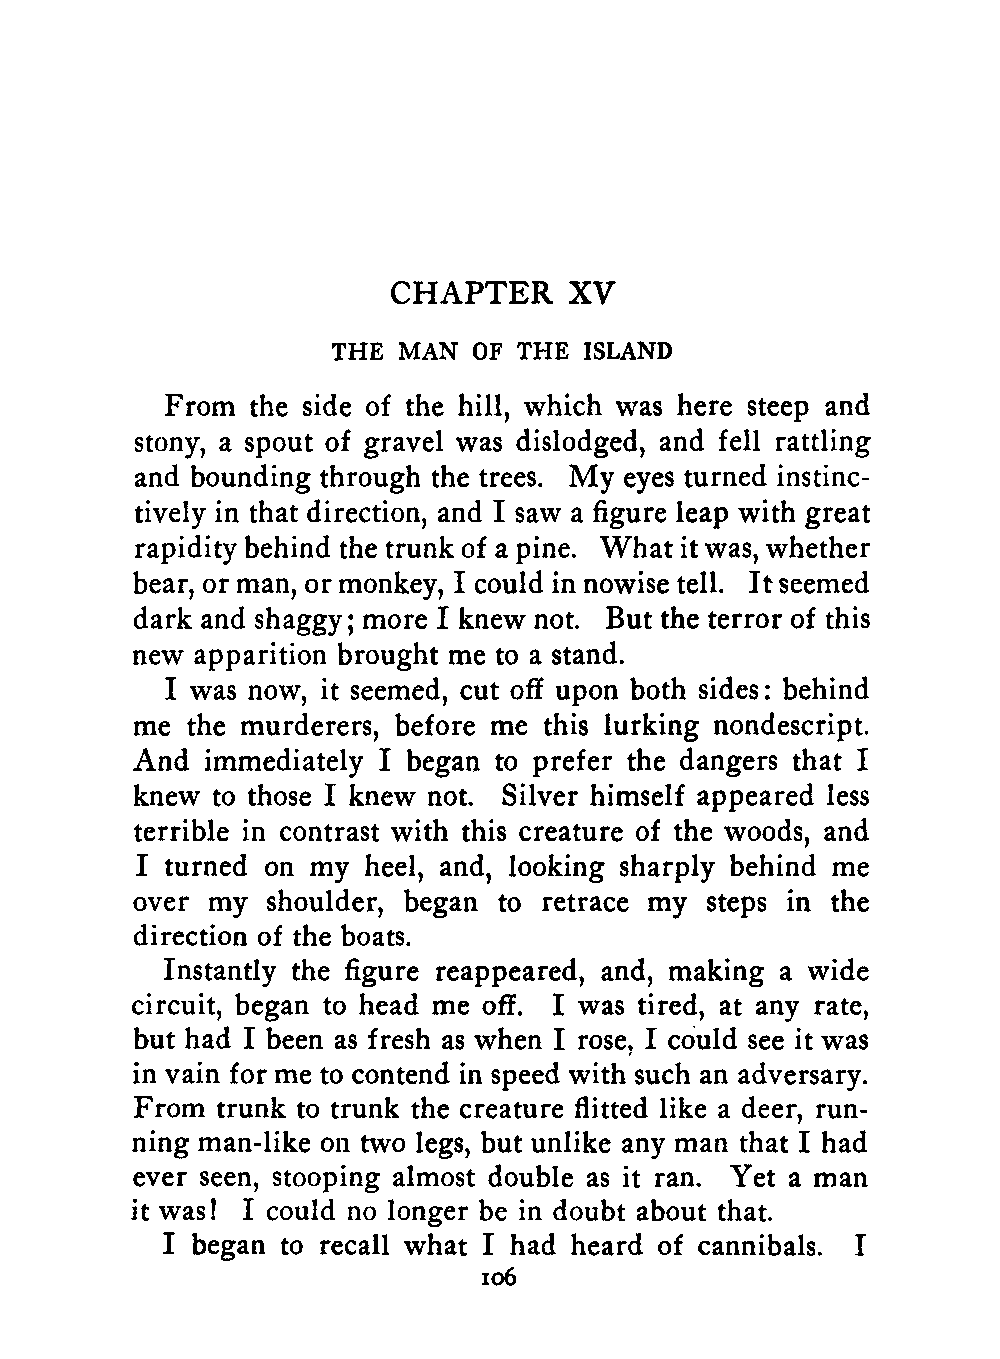 CHAPTER XV
THE MAN OF THE ISLAND
From the side of the hill, which was here steep and
stony, a spout of gravel was dislodged, and fell rattling
and bounding through the trees. My eyes turned instinc-
tively in that direction, and I saw a figure leap with great
rapidity behind the trunk of a pine. What it was, whether
bear, or man, or monkey, I could in nowise tell. It seemed
dark and shaggy; more I knew not. But the terror of this
new apparition brought me to a stand.
I was now, it seemed, cut off upon both sides: behind
me the murderers, before me this lurking nondescript.
And immediately I began to prefer the dangers that I
knew to those I knew not. Silver himself appeared less
terrible in contrast with this creature of the woods, and
I turned on my heel, and, looking sharply behind me
over my shoulder, began to retrace my steps in the
direction of the boats.
Instantly the figure reappeared, and, making a wide
circuit, began to head me off. I was tired, at any rate,
but had I been as fresh as when I rose, I could see it was
in vain for me to contend in speed with such an adversary.
From trunk to trunk the creature flitted like a deer, run-
ning man-like on two legs, but unlike any man that I had
ever seen, stooping almost double as it ran. Yet a man
it was! I could no longer be in doubt about that.
I began to recall what I had heard of cannibals. I
106